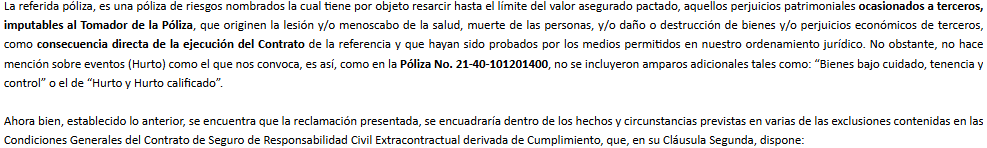 La referida póliza, es una póliza de riesgos nombrados la cual tiene por objeto resarcir hasta el límite del valor asegurado pactado, aquellos perjuicios patrimoniales ocasionados a terceros,
imputables al Tomador de la Póliza, que originen la lesión y/o menoscabo de la salud, muerte de las personas, y/o daño o destrucción de bienes y/o perjuicios económicos de terceros,
como consecuencia directa de la ejecución del Contrato de la referencia y que hayan sido probados por los medios permitidos en nuestro ordenamiento jurídico. No obstante, no hace
mención sobre eventos (Hurto) como el que nos convoca, es así, como en la Póliza No. 21-40-101201400, no se incluyeron amparos adicionales tales como: “Bienes bajo cuidado, tenencia y
control” o el de “Hurto y Hurto calificado”.
Ahora bien, establecido lo anterior, se encuentra que la reclamación presentada, se encuadraría dentro de los hechos y circunstancias previstas en varias de las exclusiones contenidas en las
Condiciones Generales del Contrato de Seguro de Responsabilidad Civil Extracontractual derivada de Cumplimiento, que, en su Cláusula Segunda, dispone: